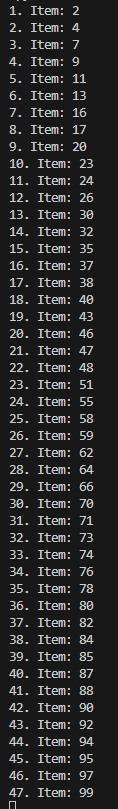 1. Item: 2
2. Item: 4
3. Item: 7
4. Item: 9
5. Item: 11
6. Item: 13
7. Item: 16
8. Item: 17
9. Item: 20
10. Item: 23
11. Item: 24
12. Item: 26
13. Item: 30
14. Item: 32
15. Item: 35
16. Item: 37
17. Item: 38
18. Item: 40
19. Item: 43
20. Item: 46
21. Item: 47
22. Item: 48
23. Item: 51
24. Item: 55
25. Item: 58
26. Item: 59
27. Item: 62
28. Item: 64
29. Item: 66
30. Item: 70
31. Item: 71
32. Item: 73
33. Item: 74
34. Item: 76
35. Item: 78
36. Item: 80
37. Item: 82
38. Item: 84
39. Item: 85
40. Item: 87
41. Item: 88
42. Item: 90
43. Item: 92
44. Item: 94
45. Item: 95
46. Item: 97
47. Item: 99